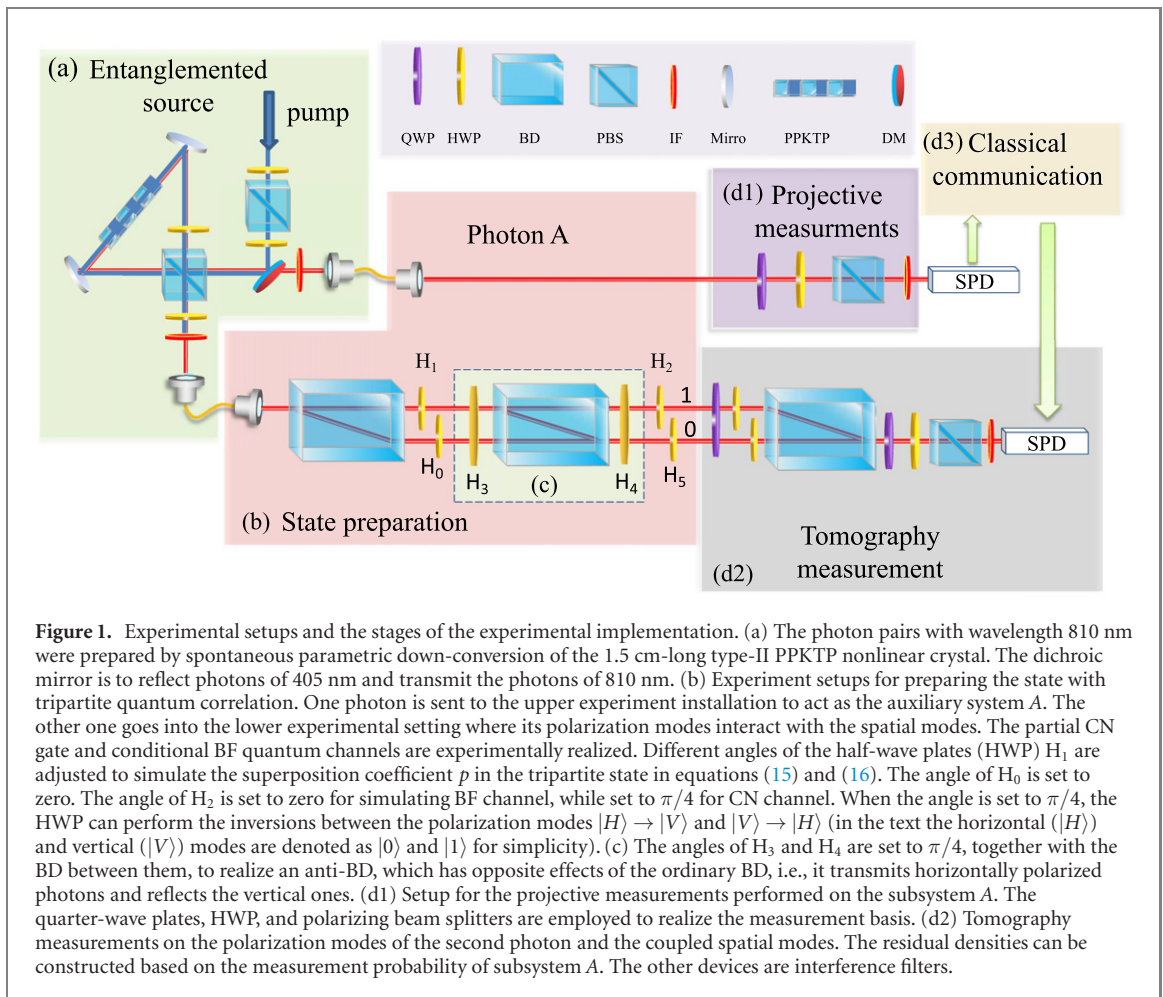 (a) Entanglemented
source
pump
QWP HWP BD PBS IF Mirro PPKTP DM
(d3) Classical
communication
(d1) Projective
measurments
Photon A
SPD
H1
H2
1
0
H0
H3
(c)
H4
H5
SPD
(b) State preparation
Tomography
measurement
(d2)
Figure 1. Experimental setups and the stages of the experimental implementation. (a) The photon pairs with wavelength 810 nm
were prepared by spontaneous parametric down-conversion of the 1.5 cm-long type-II PPKTP nonlinear crystal. The dichroic
mirror is to reflect photons of 405 nm and transmit the photons of 810 nm. (b) Experiment setups for preparing the state with
tripartite quantum correlation. One photon is sent to the upper experiment installation to act as the auxiliary system A. The
other one goes into the lower experimental setting where its polarization modes interact with the spatial modes. The partial CN
gate and conditional BF quantum channels are experimentally realized. Different angles of the half-wave plates (HWP) H1 are
adjusted to simulate the superposition coefficient p in the tripartite state in equations (15) and (16). The angle of H0 is set to
zero. The angle of H2 is set to zero for simulating BF channel, while set to π/4 for CN channel. When the angle is set to π/4, the
HWP can perform the inversions between the polarization modes |H⟩ → |V⟩ and |V⟩ → |H⟩ (in the text the horizontal (|H⟩)
and vertical (|V⟩) modes are denoted as |0⟩ and |1⟩ for simplicity). (c) The angles of H3 and H4 are set to π/4, together with the
BD between them, to realize an anti-BD, which has opposite effects of the ordinary BD, i.e., it transmits horizontally polarized
photons and reflects the vertical ones. (d1) Setup for the projective measurements performed on the subsystem A. The
quarter-wave plates, HWP, and polarizing beam splitters are employed to realize the measurement basis. (d2) Tomography
measurements on the polarization modes of the second photon and the coupled spatial modes. The residual densities can be
constructed based on the measurement probability of subsystem A. The other devices are interference filters.